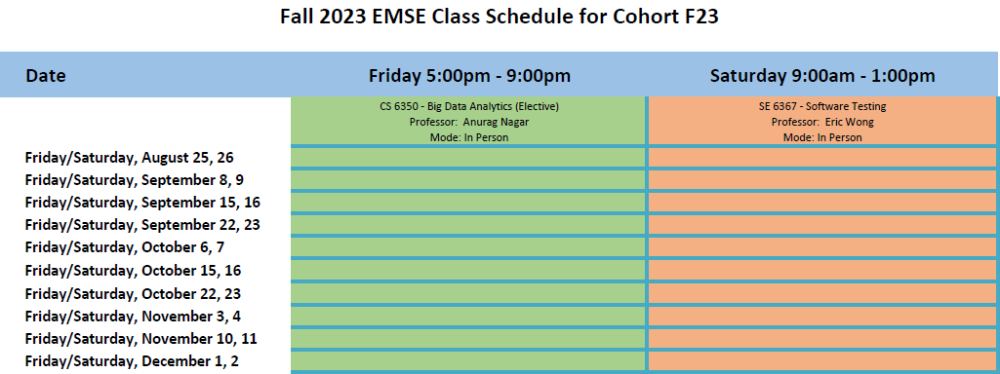 Fall 2023 EMSE Class Schedule for Cohort F23
Date Friday 5:00pm - 9:00pm Saturday 9:00am - 1:00pm
CS 6350 - Big Data Analytics (Elective) SE 6367 - Software Testing
Professor: Anurag Nagar Professor: Eric Wong
Mode: In Person Mode: In Person
Friday/Saturday, August 25, 26
Friday/Saturday, September 8, 9
Friday/Saturday, September 15, 16
Friday/Saturday, September 22, 23
Friday/Saturday, October 6, 7
Friday/Saturday, October 15, 16
Friday/Saturday, October 22, 23
Friday/Saturday, November 3, 4
Friday/Saturday, November 10, 11
Friday/Saturday, December 1, 2